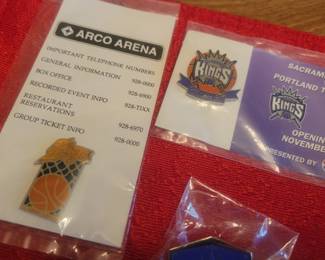 ARCO ARENA
IMPORTANT TELEPHONE NUMBERS
GENERAL INFORMATION 928-0000
BOX OFFICE 928-6900
RECORDED EVENT INFO 928-TIXX
RESTAURANT
RESERVATIONS 928-6970
GROUP TICKET INFO 928-0000
KINGS
SACRAM
PORTLAND T
KINGS
OPENIN
NOVEMBE
PRESENTED BY